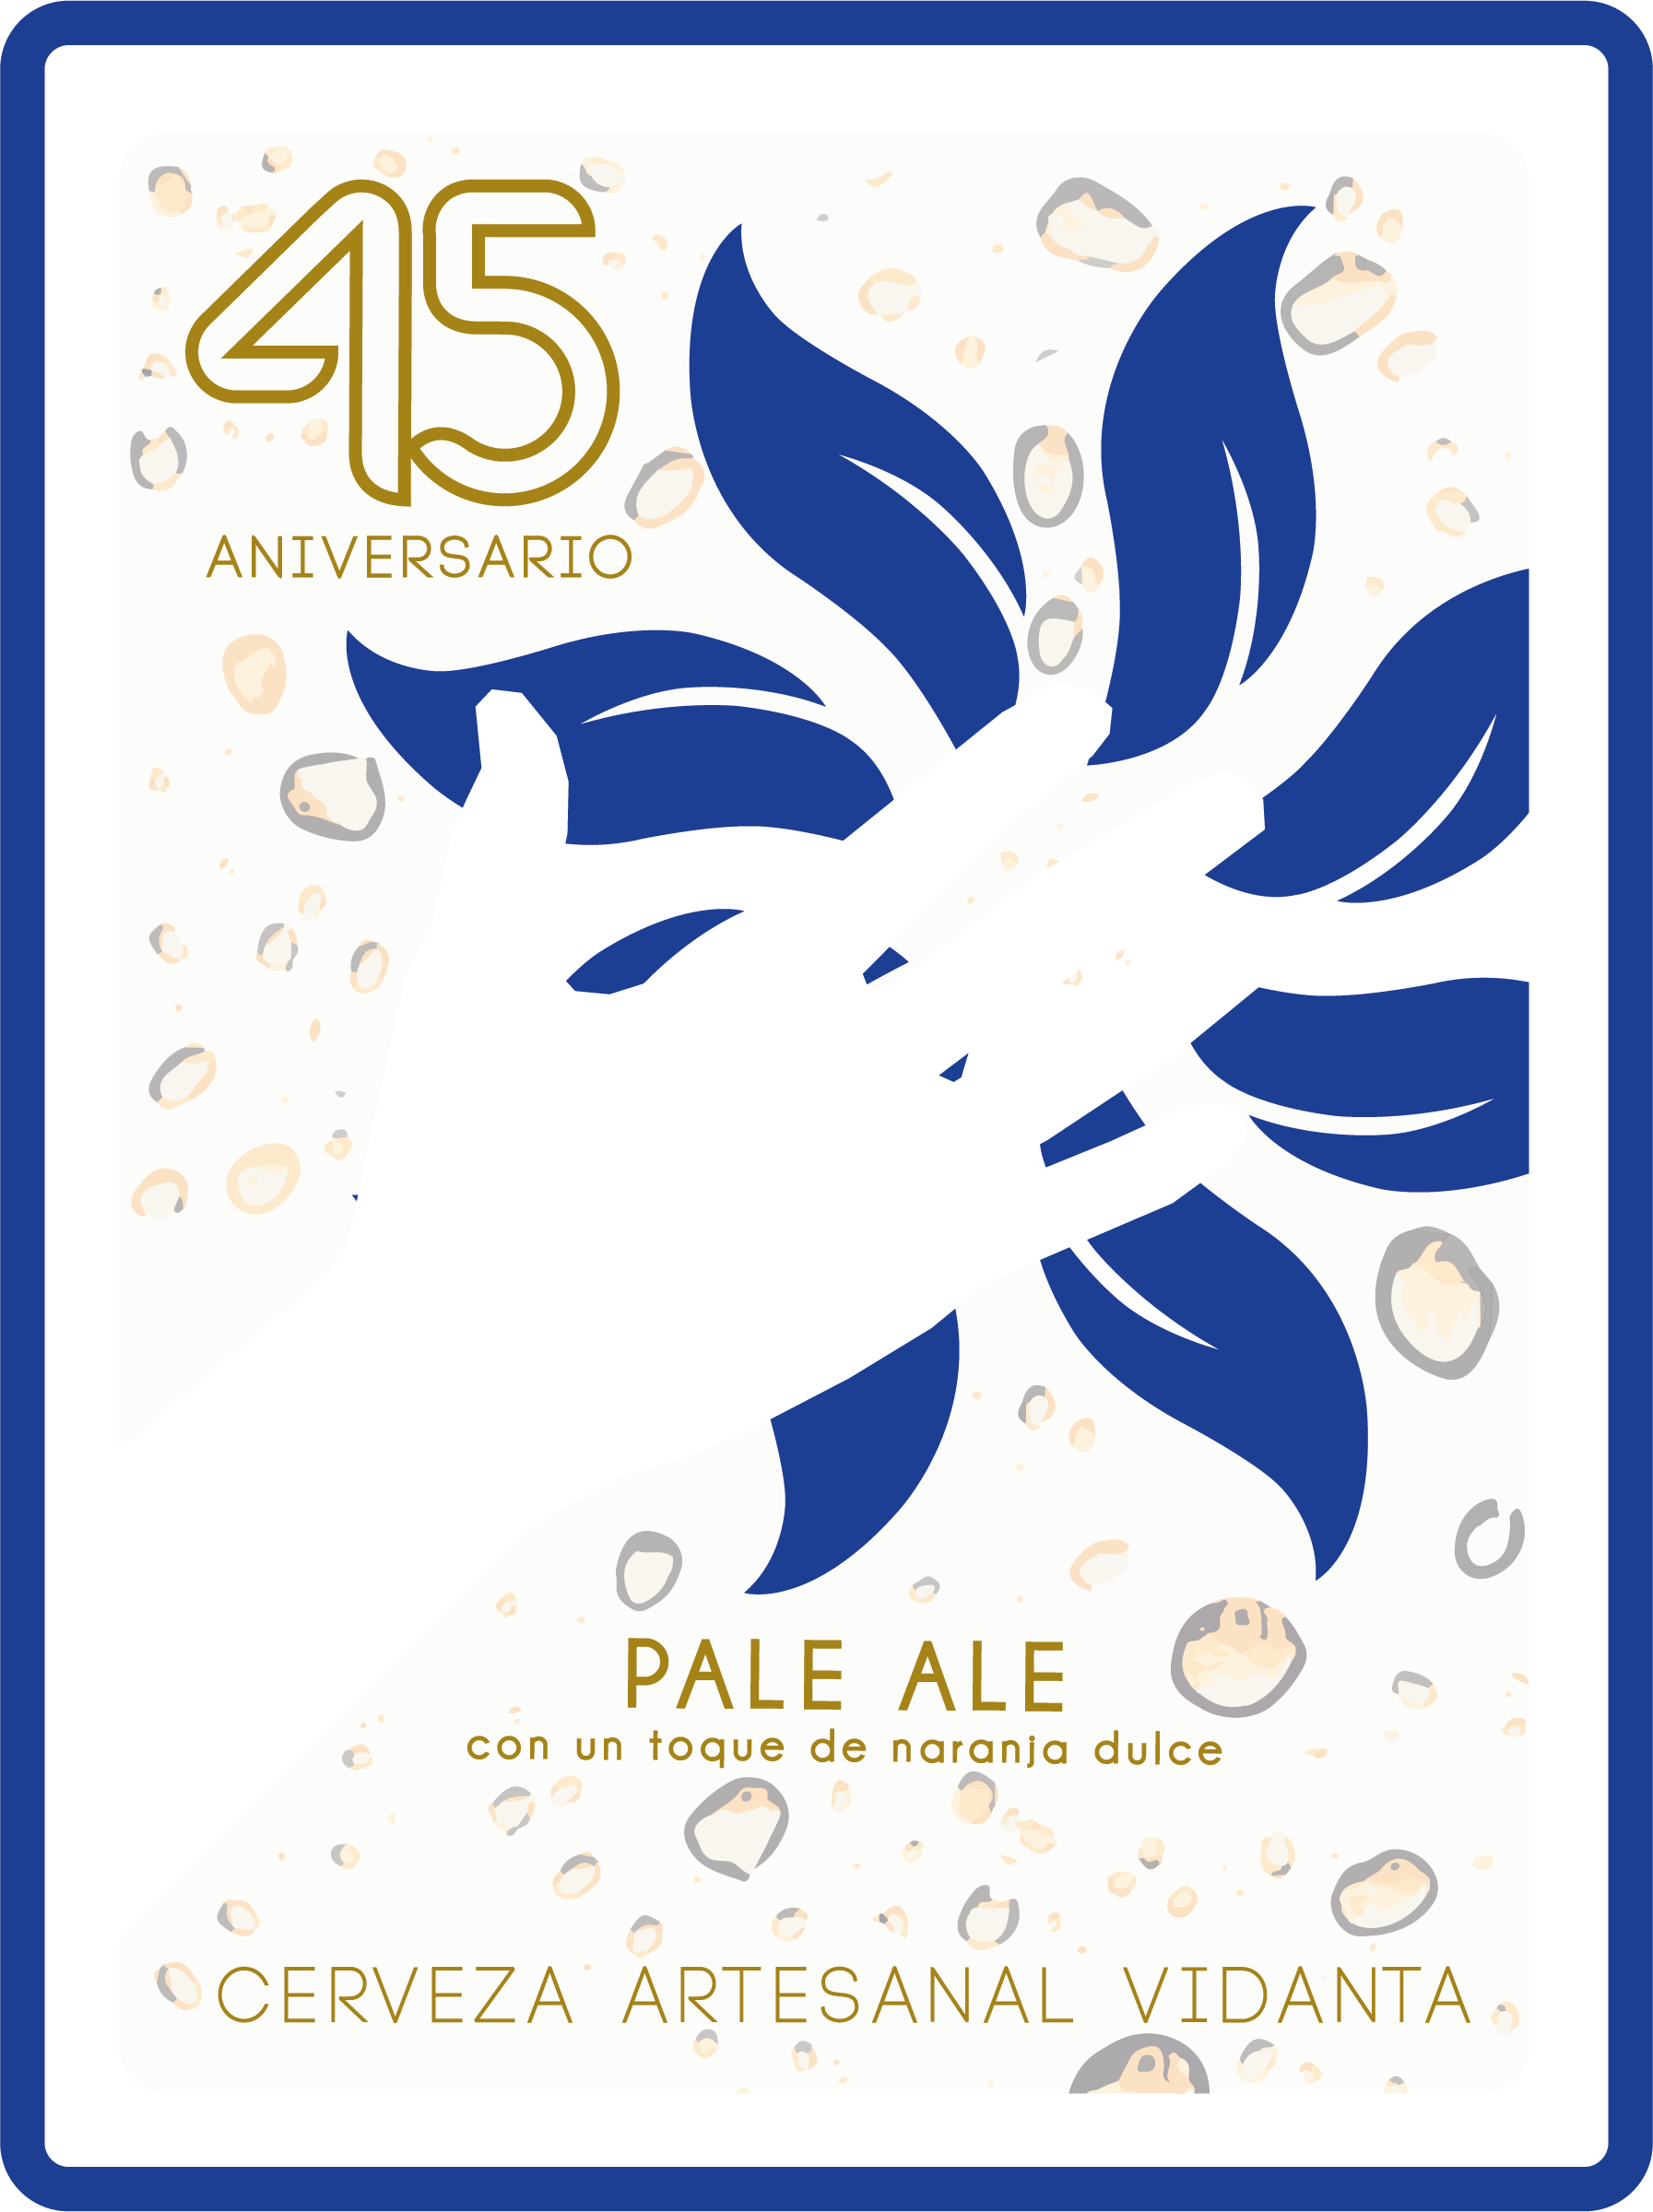 45
ANIVERSARIO
PALE ALE
con un toque de naranja dulce
CERVEZA ARTESANAL VIDANTA